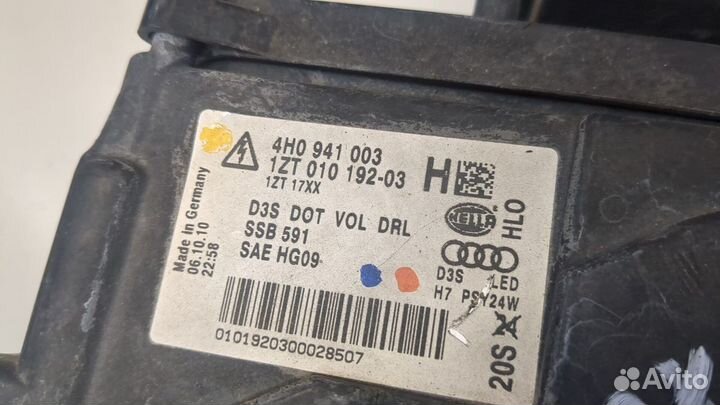 4H0 941 003
1ZT 010 192-03
1ZT 17XX
H
Made in Germany
06.10.10
22:58
D3S DOT VOL DRL
SSB 591
SAE HG09
HELLA
HLO
D3S LED
H7 PSY24W
0101920300028507
20S 24
Avito